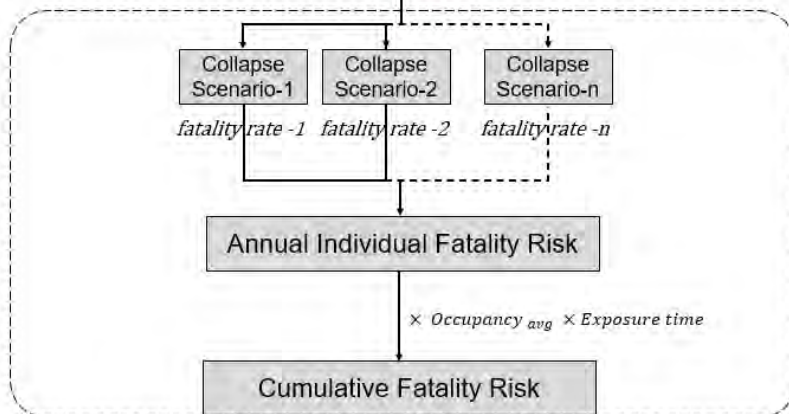 Collapse
Scenario-1
Collapse
Scenario-2
Collapse
Scenario-n
fatality rate -1
fatality rate -2
fatality rate -n
Annual Individual Fatality Risk
× Occupancy avg × Exposure time
Cumulative Fatality Risk